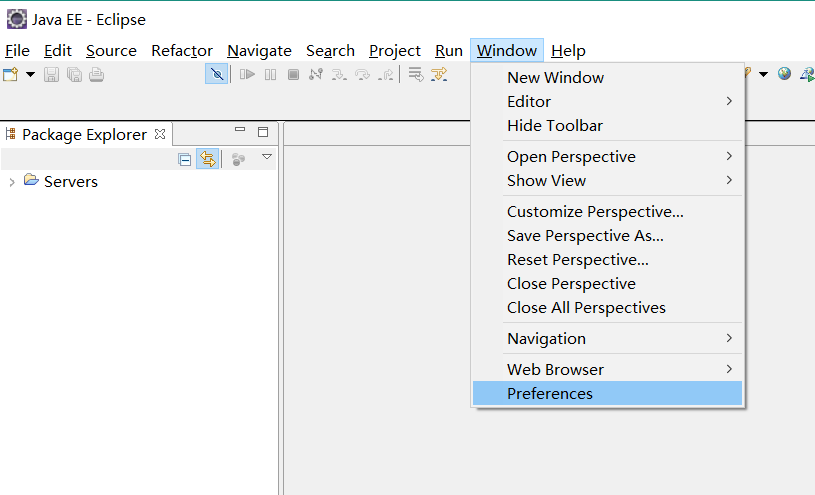 Java EE - Eclipse
File Edit Source Refactor Navigate Search Project Run Window Help
New Window
Editor
Hide Toolbar
Package Explorer
Open Perspective
Show View
Servers
Customize Perspective...
Save Perspective As...
Reset Perspective...
Close Perspective
Close All Perspectives
Navigation
Web Browser
Preferences